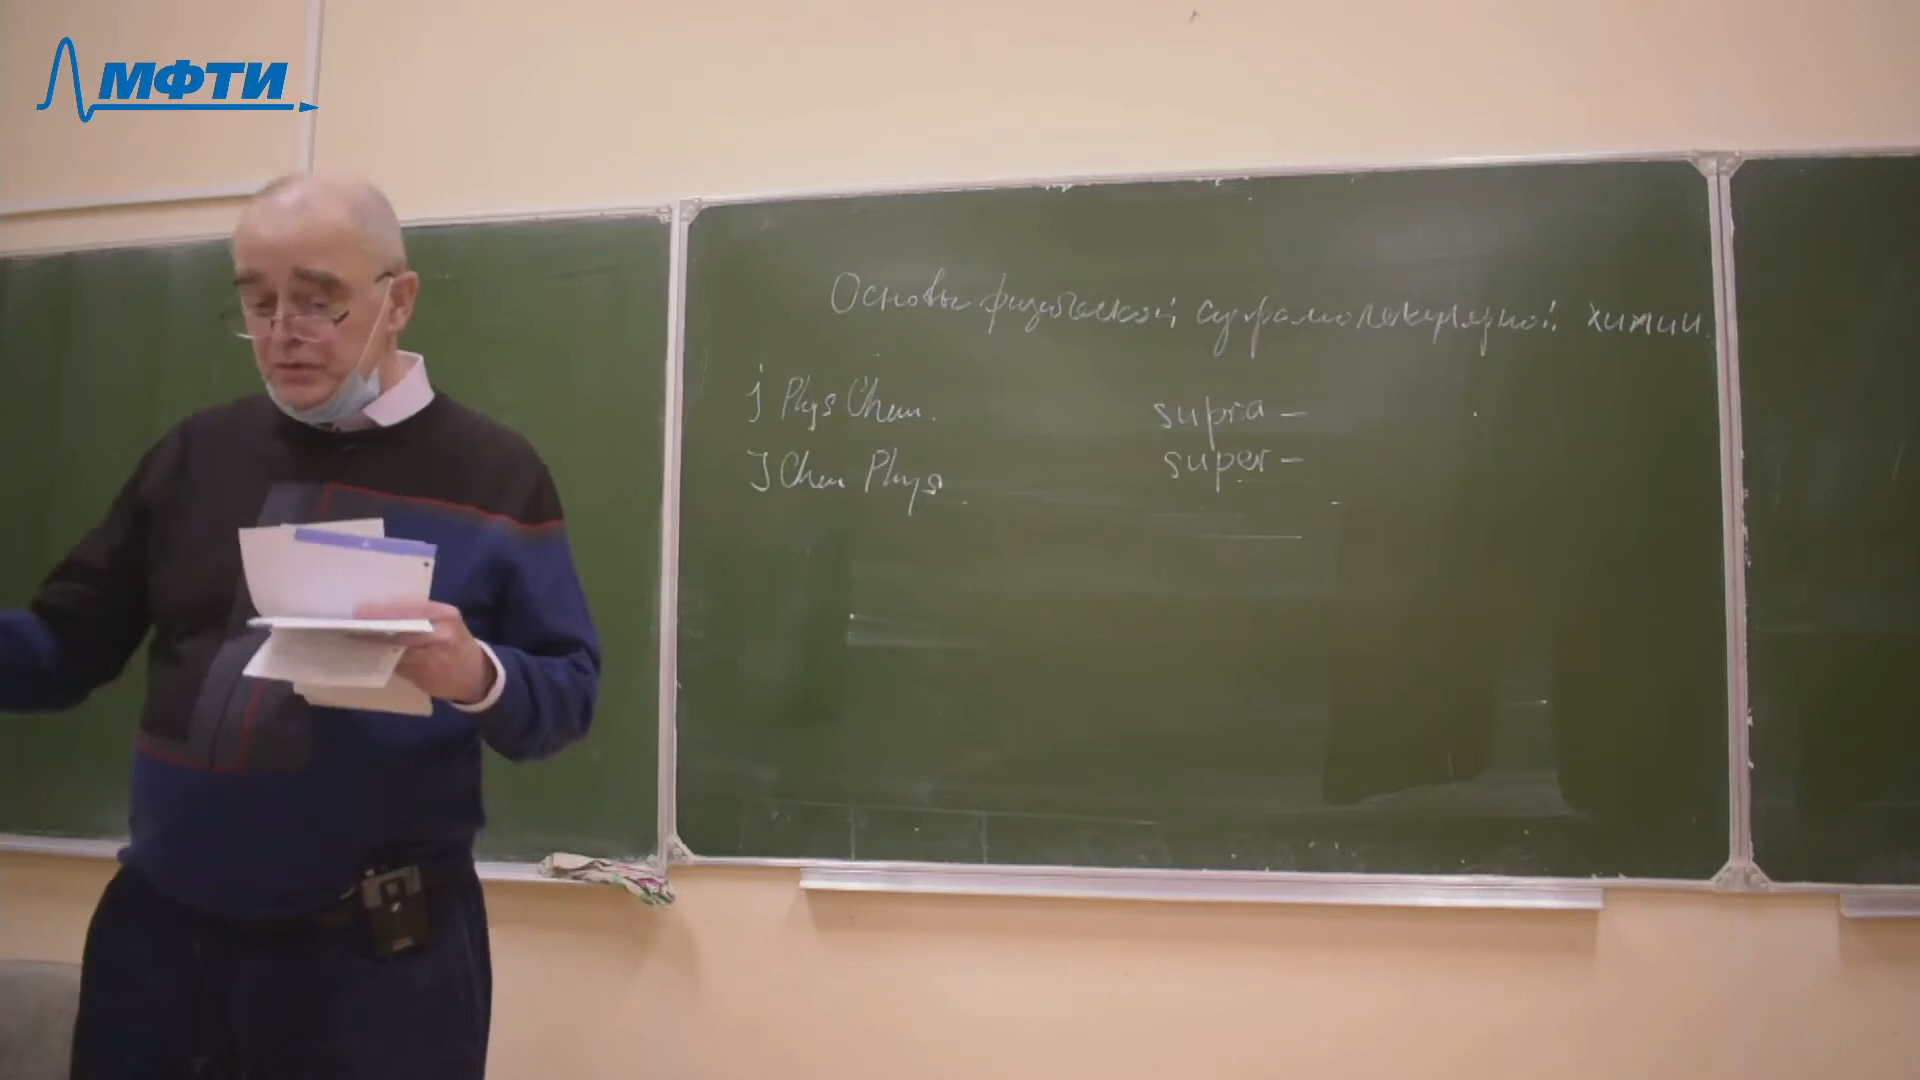 МФТИ
Основы физической супрамолекулярной химии.
J Phys Chem.
supra -
J Chem Phys
super -